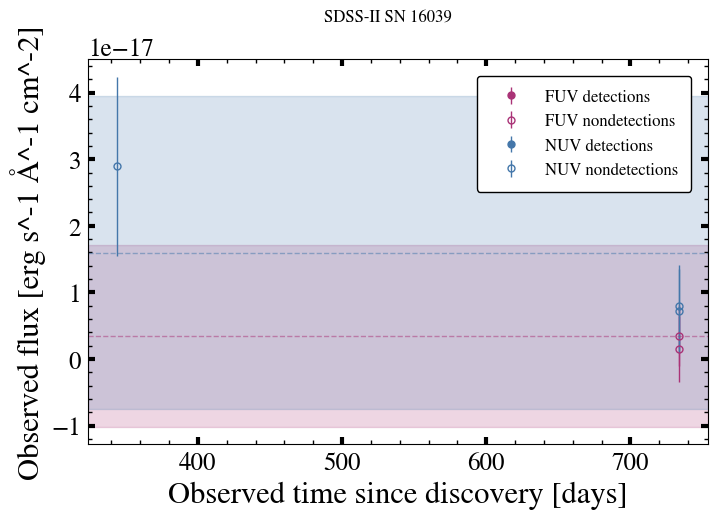 SDSS-II SN 16039
1e−17
Observed flux [erg s^-1 Å^-1 cm^-2]
4
3
2
1
0
−1
FUV detections
FUV nondetections
NUV detections
NUV nondetections
400 500 600 700
Observed time since discovery [days]